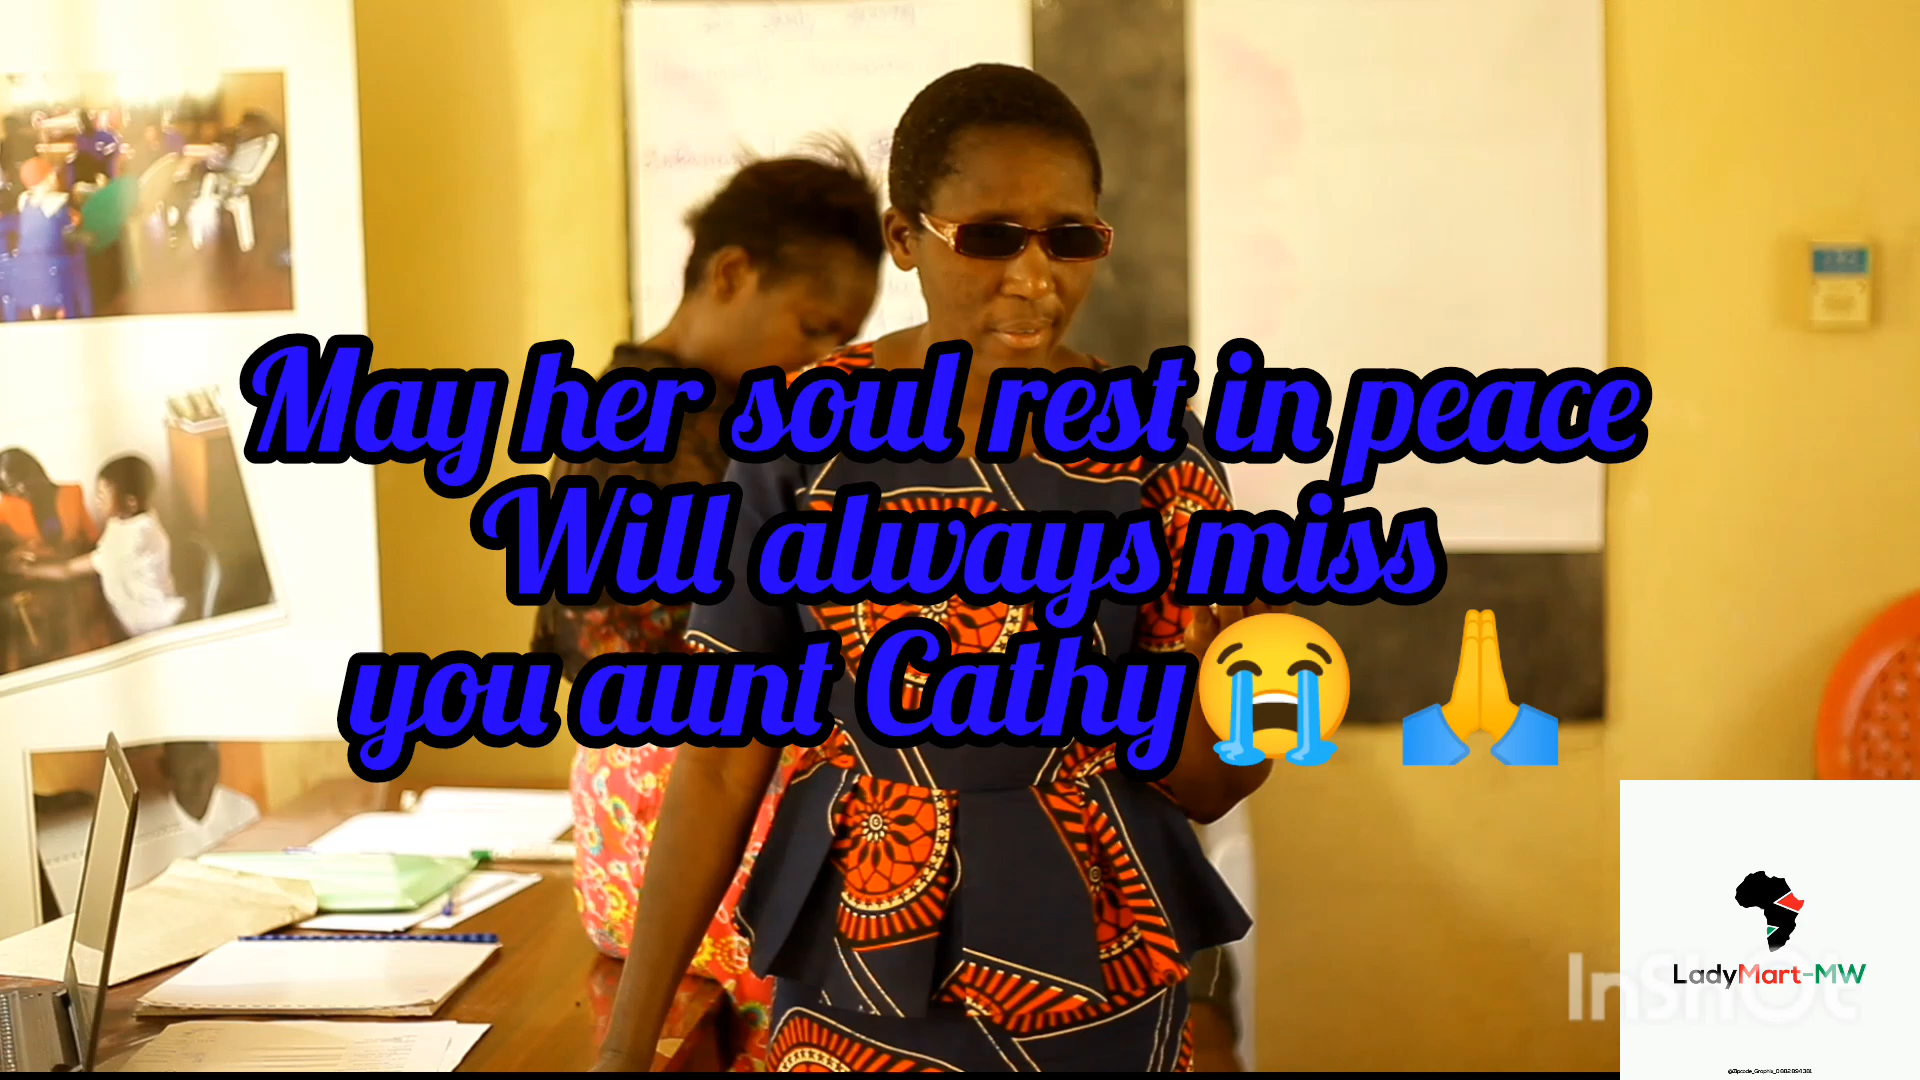 May her soul rest in peace
Will always miss
you aunt Cathy😭 🙏
LadyMart-MW
InShOt